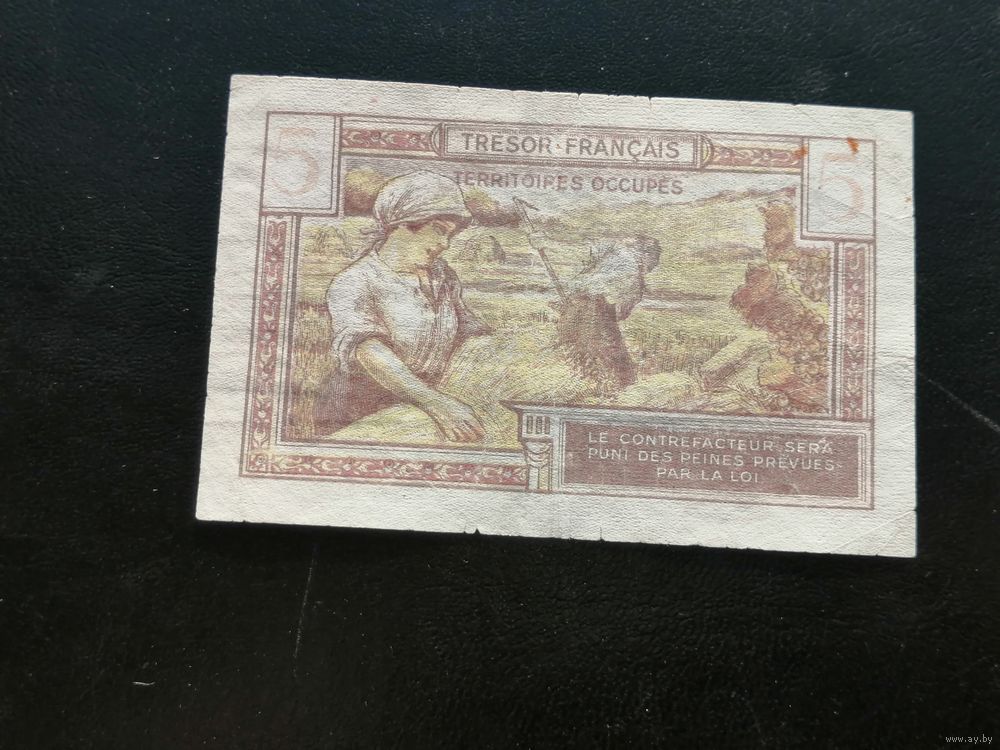 5
TRESOR FRANÇAIS
5
TERRITOIRES OCCUPÉS
LE CONTREFACTEUR SERA
PUNI DES PEINES PRÉVUES
PAR LA LOI
www.ay.by